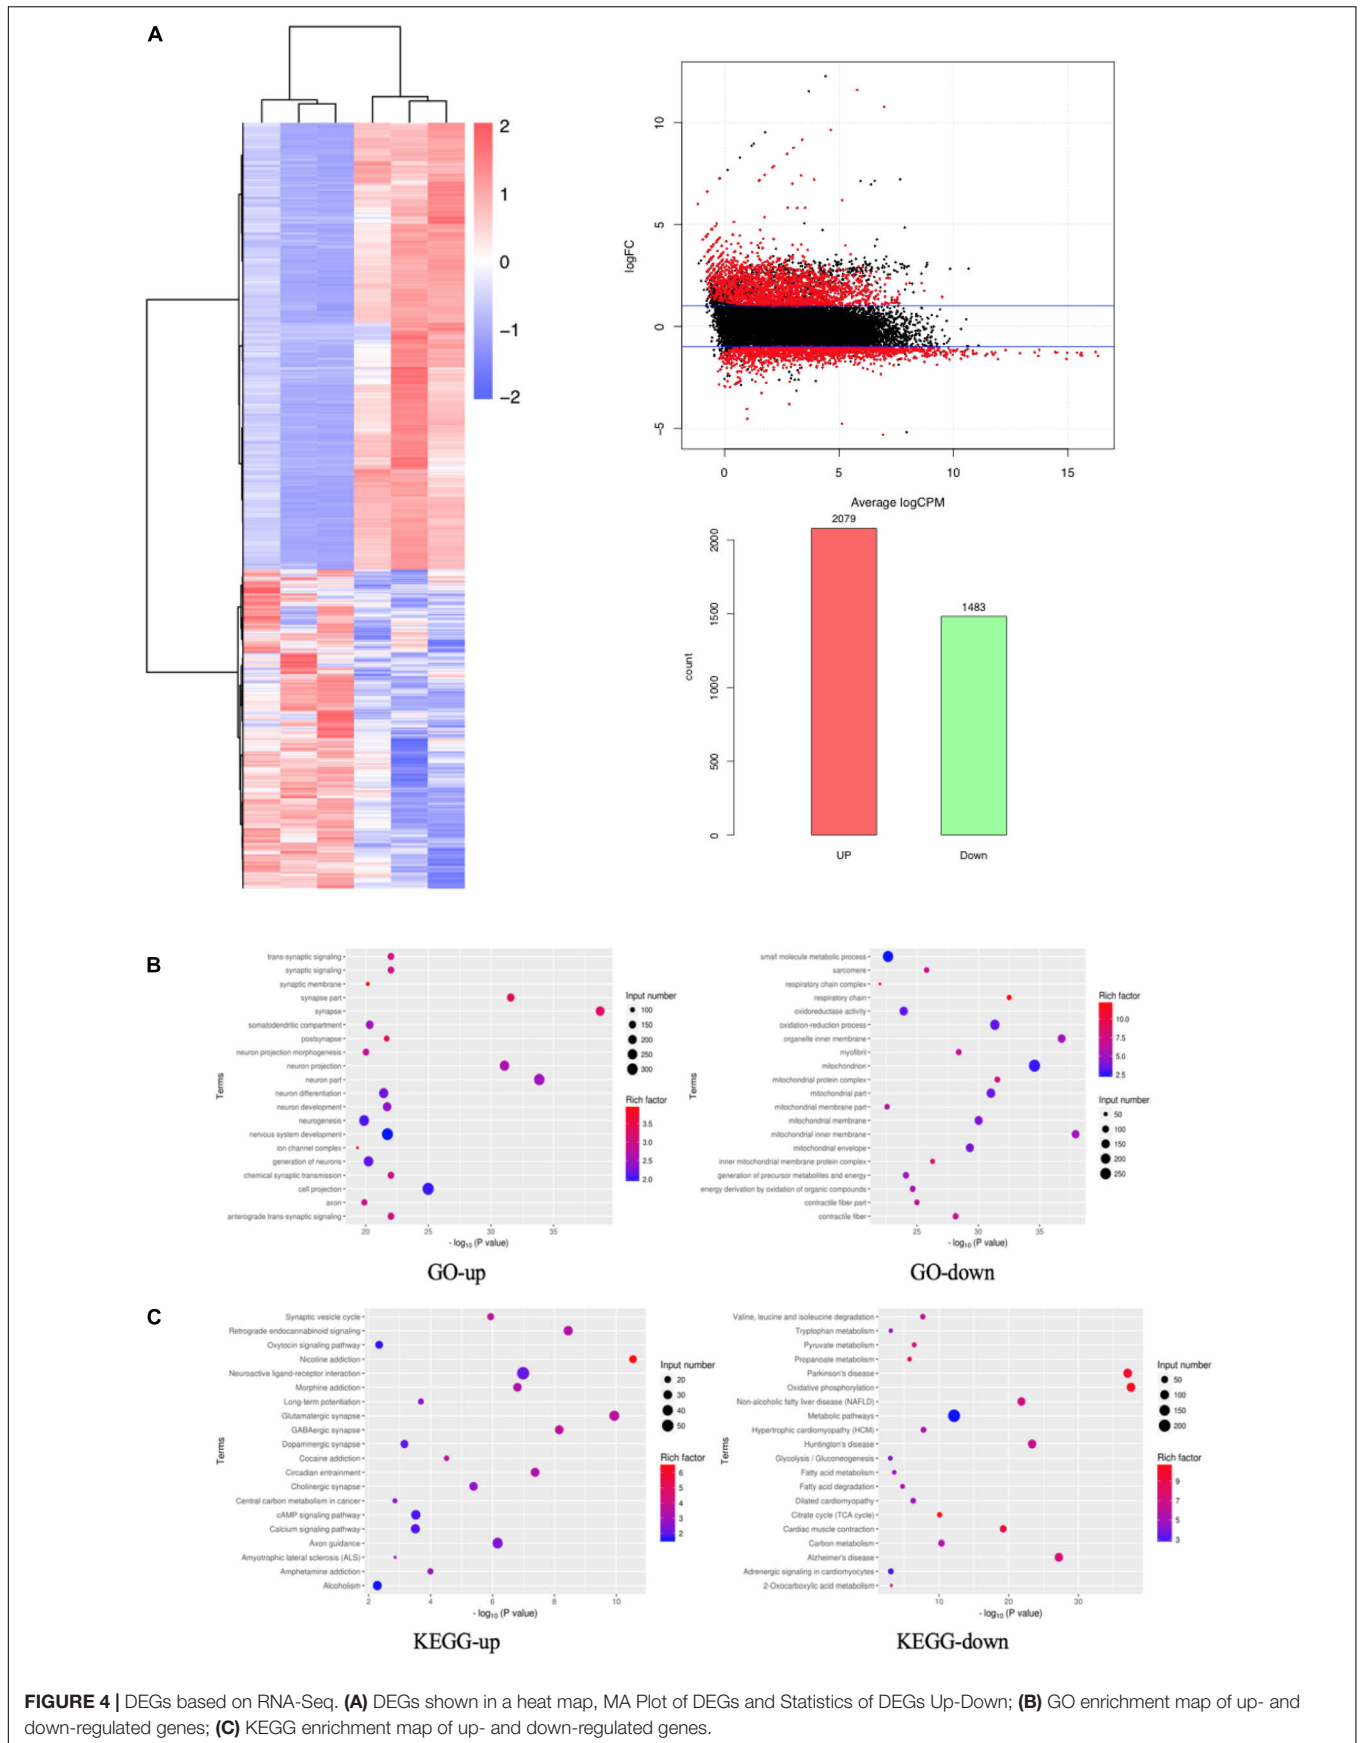 A
2
1
0
−1
−2
10
5
0
−5
logFC
0
5
10
15
Average logCPM
2079
1483
2000
1500
1000
500
0
count
UP
Down
B
trans-synaptic signaling
synaptic signaling
synaptic membrane
synapse part
synapse
somatodendritic compartment
postsynapse
neuron projection morphogenesis
neuron projection
neuron part
neuron differentiation
neuron development
neurogenesis
nervous system development
ion channel complex
generation of neurons
chemical synaptic transmission
cell projection
axon
anterograde trans-synaptic signaling
Terms
20
25
30
35
- log10 (P value)
Input number
100
150
200
250
300
Rich factor
3.5
3.0
2.5
2.0
GO-up
small molecule metabolic process
sarcomere
respiratory chain complex
respiratory chain
oxidoreductase activity
oxidation-reduction process
organelle inner membrane
myofibril
mitochondrion
mitochondrial protein complex
mitochondrial part
mitochondrial membrane part
mitochondrial membrane
mitochondrial inner membrane
mitochondrial envelope
inner mitochondrial membrane protein complex
generation of precursor metabolites and energy
energy derivation by oxidation of organic compounds
contractile fiber part
contractile fiber
Terms
25
30
35
- log10 (P value)
Rich factor
10.0
7.5
5.0
2.5
Input number
50
100
150
200
250
GO-down
C
Synaptic vesicle cycle
Retrograde endocannabinoid signaling
Oxytocin signaling pathway
Nicotine addiction
Neuroactive ligand-receptor interaction
Morphine addiction
Long-term potentiation
Glutamatergic synapse
GABAergic synapse
Dopaminergic synapse
Cocaine addiction
Circadian entrainment
Cholinergic synapse
Central carbon metabolism in cancer
cAMP signaling pathway
Calcium signaling pathway
Axon guidance
Amyotrophic lateral sclerosis (ALS)
Amphetamine addiction
Alcoholism
Terms
2
4
6
8
10
- log10 (P value)
Input number
20
30
40
50
Rich factor
6
5
4
3
2
KEGG-up
Valine, leucine and isoleucine degradation
Tryptophan metabolism
Pyruvate metabolism
Propanoate metabolism
Parkinson's disease
Oxidative phosphorylation
Non-alcoholic fatty liver disease (NAFLD)
Metabolic pathways
Hypertrophic cardiomyopathy (HCM)
Huntington's disease
Glycolysis / Gluconeogenesis
Fatty acid metabolism
Fatty acid degradation
Dilated cardiomyopathy
Citrate cycle (TCA cycle)
Cardiac muscle contraction
Carbon metabolism
Alzheimer's disease
Adrenergic signaling in cardiomyocytes
2-Oxocarboxylic acid metabolism
Terms
10
20
30
- log10 (P value)
Input number
50
100
150
200
Rich factor
9
7
5
3
KEGG-down
FIGURE 4 | DEGs based on RNA-Seq. (A) DEGs shown in a heat map, MA Plot of DEGs and Statistics of DEGs Up-Down; (B) GO enrichment map of up- and
down-regulated genes; (C) KEGG enrichment map of up- and down-regulated genes.